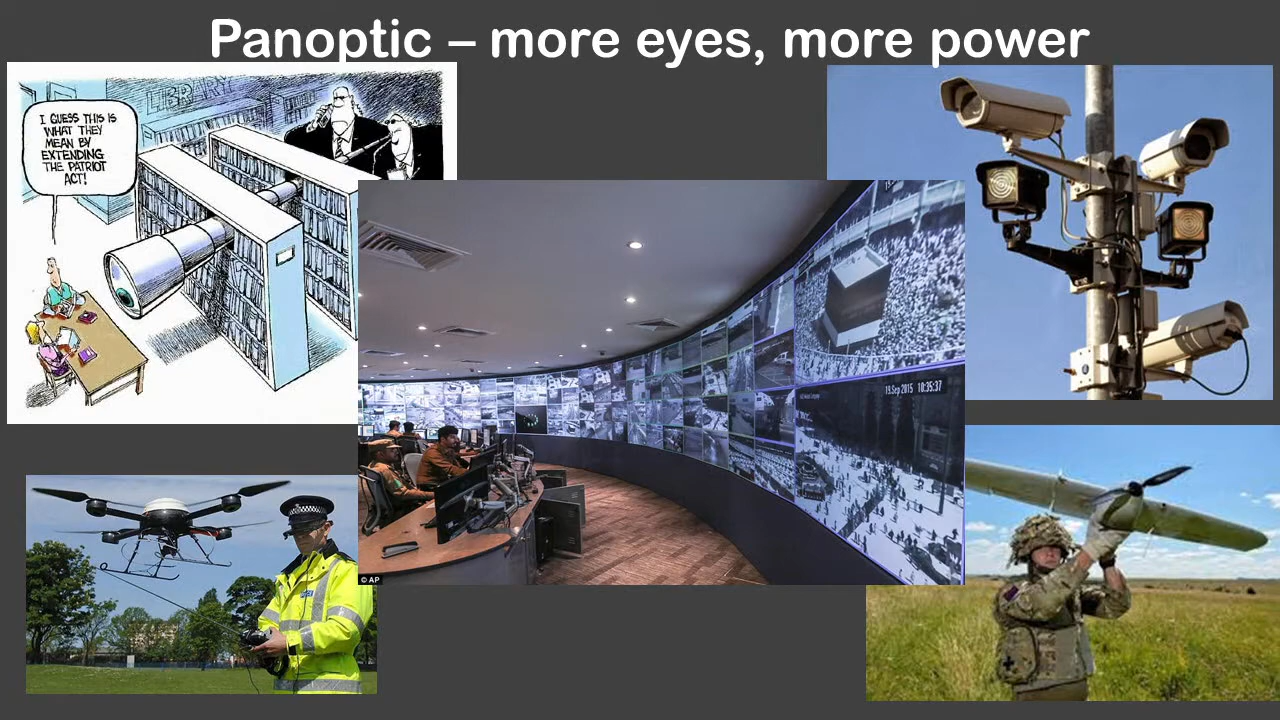 Panoptic – more eyes, more power
LIBRARY
I GUESS THIS IS
WHAT THEY
MEAN BY
EXTENDING
THE PATRIOT
ACT!
19.Sep 2015 10:35:37
© AP